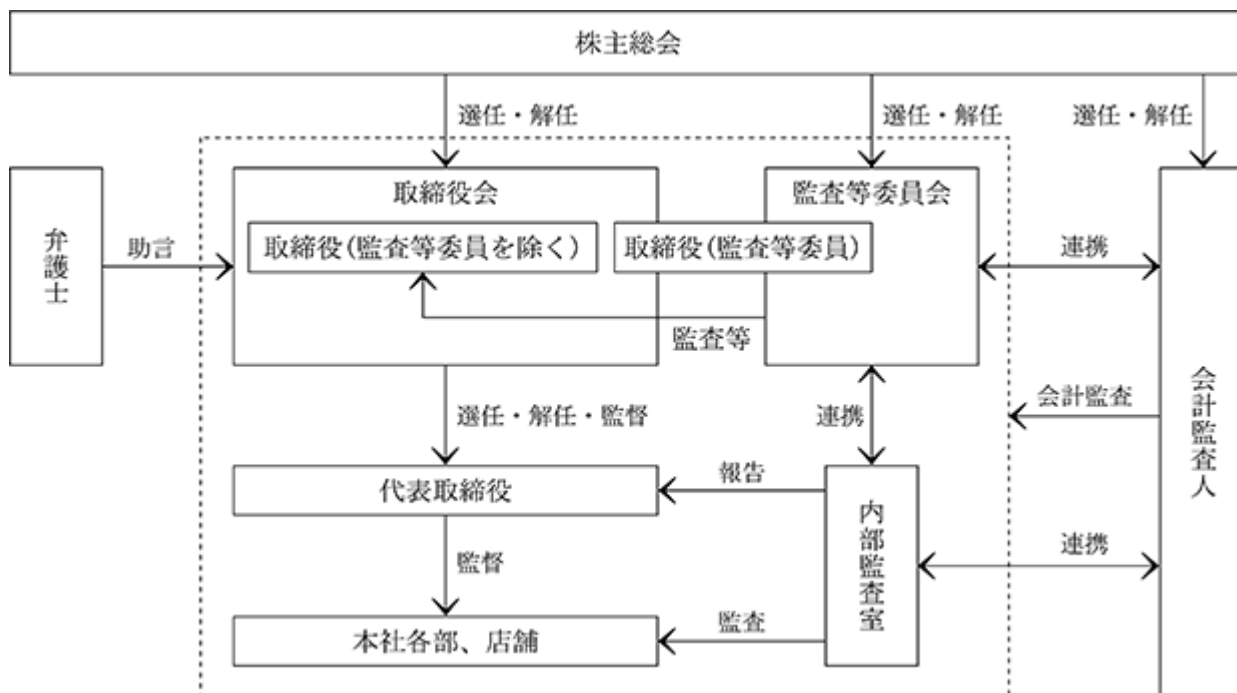 株主総会
選任・解任
選任・解任
選任・解任
弁護士
助言
取締役会
取締役(監査等委員を除く)
監査等委員会
取締役(監査等委員)
監査等
連携
会計監査人
選任・解任・監督
連携
会計監査
代表取締役
報告
内部監査室
連携
監督
本社各部、店舗
監査